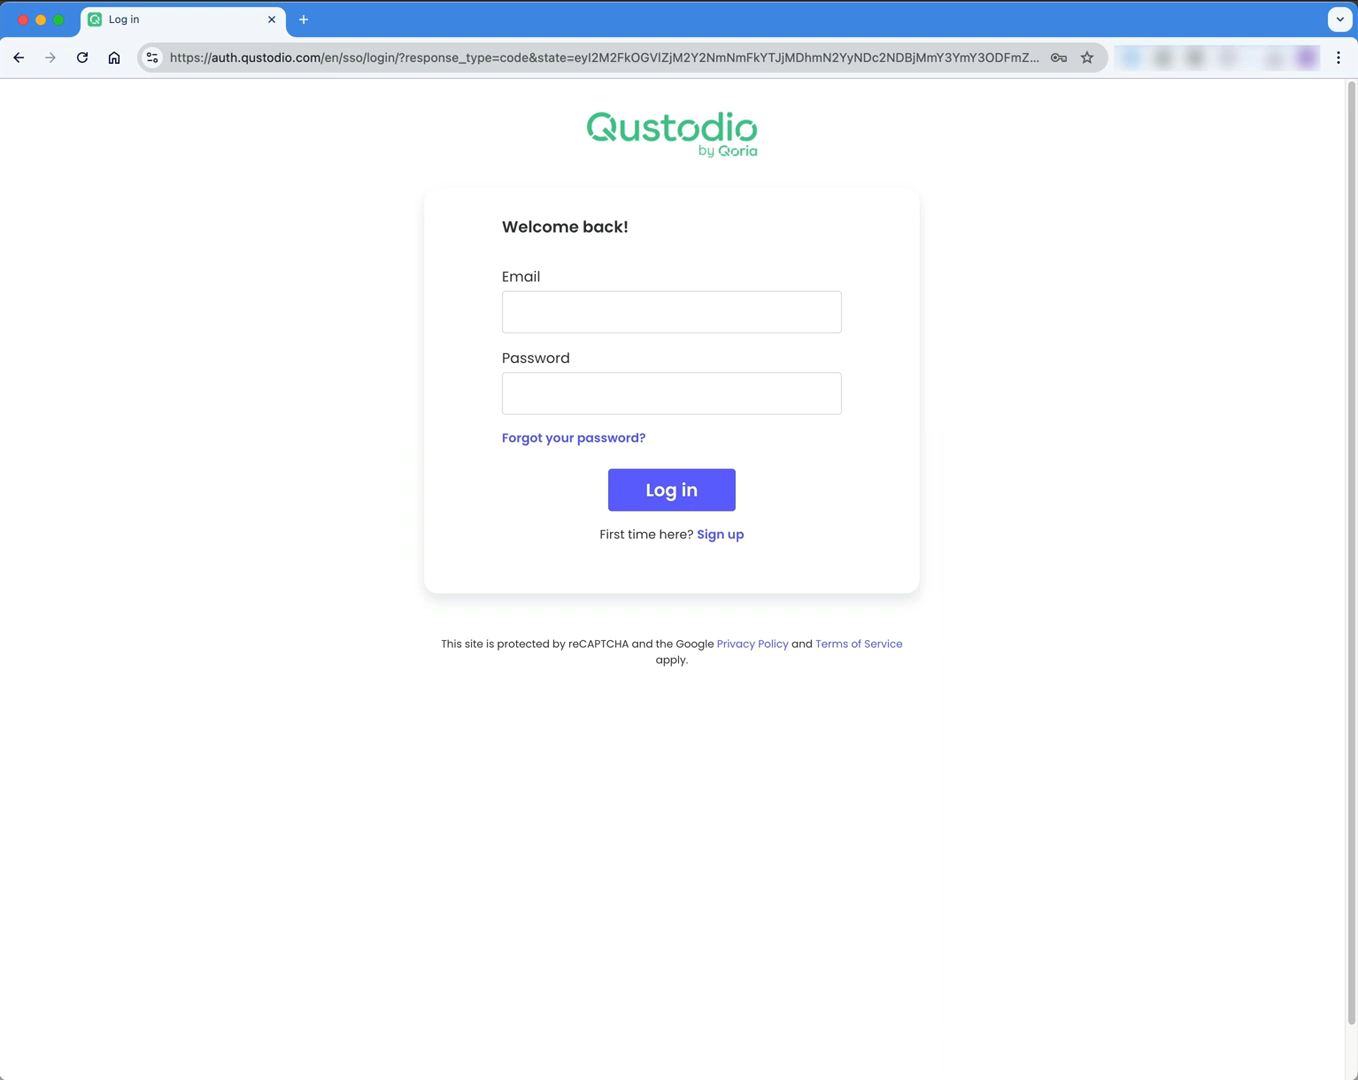 Log in
https://auth.qustodio.com/en/sso/login/?response_type=code&state=eyI2M2FkOGVlZjM2Y2NmNmFkYTJjMDhmN2YyNDc2NDBjMmY3YmY3ODFmZ...
Qustodio
by Qoria
Welcome back!
Email
Password
Forgot your password?
Log in
First time here? Sign up
This site is protected by reCAPTCHA and the Google Privacy Policy and Terms of Service
apply.